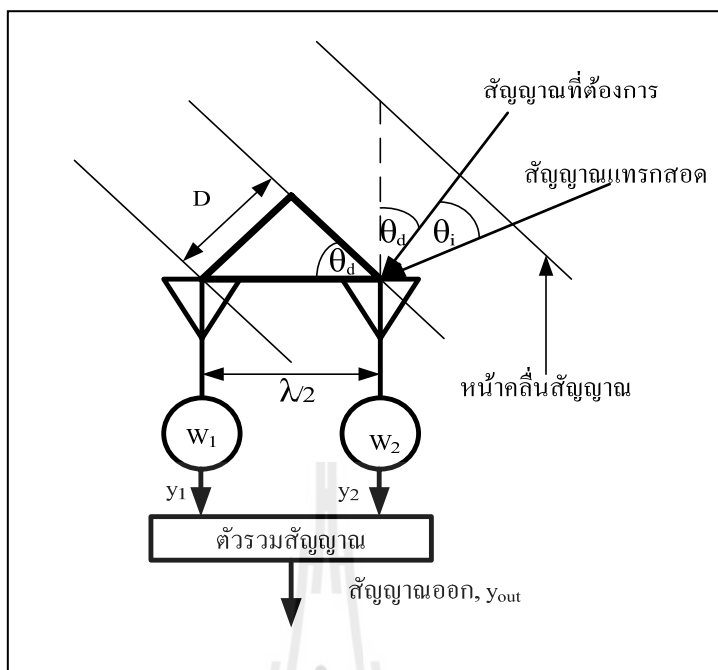 สัญญาณที่ต้องการ
สัญญาณแทรกสอด
D
θd
θi
θd
หน้าคลื่นสัญญาณ
λ/2
W1
W2
y1
y2
ตัวรวมสัญญาณ
สัญญาณออก, yout